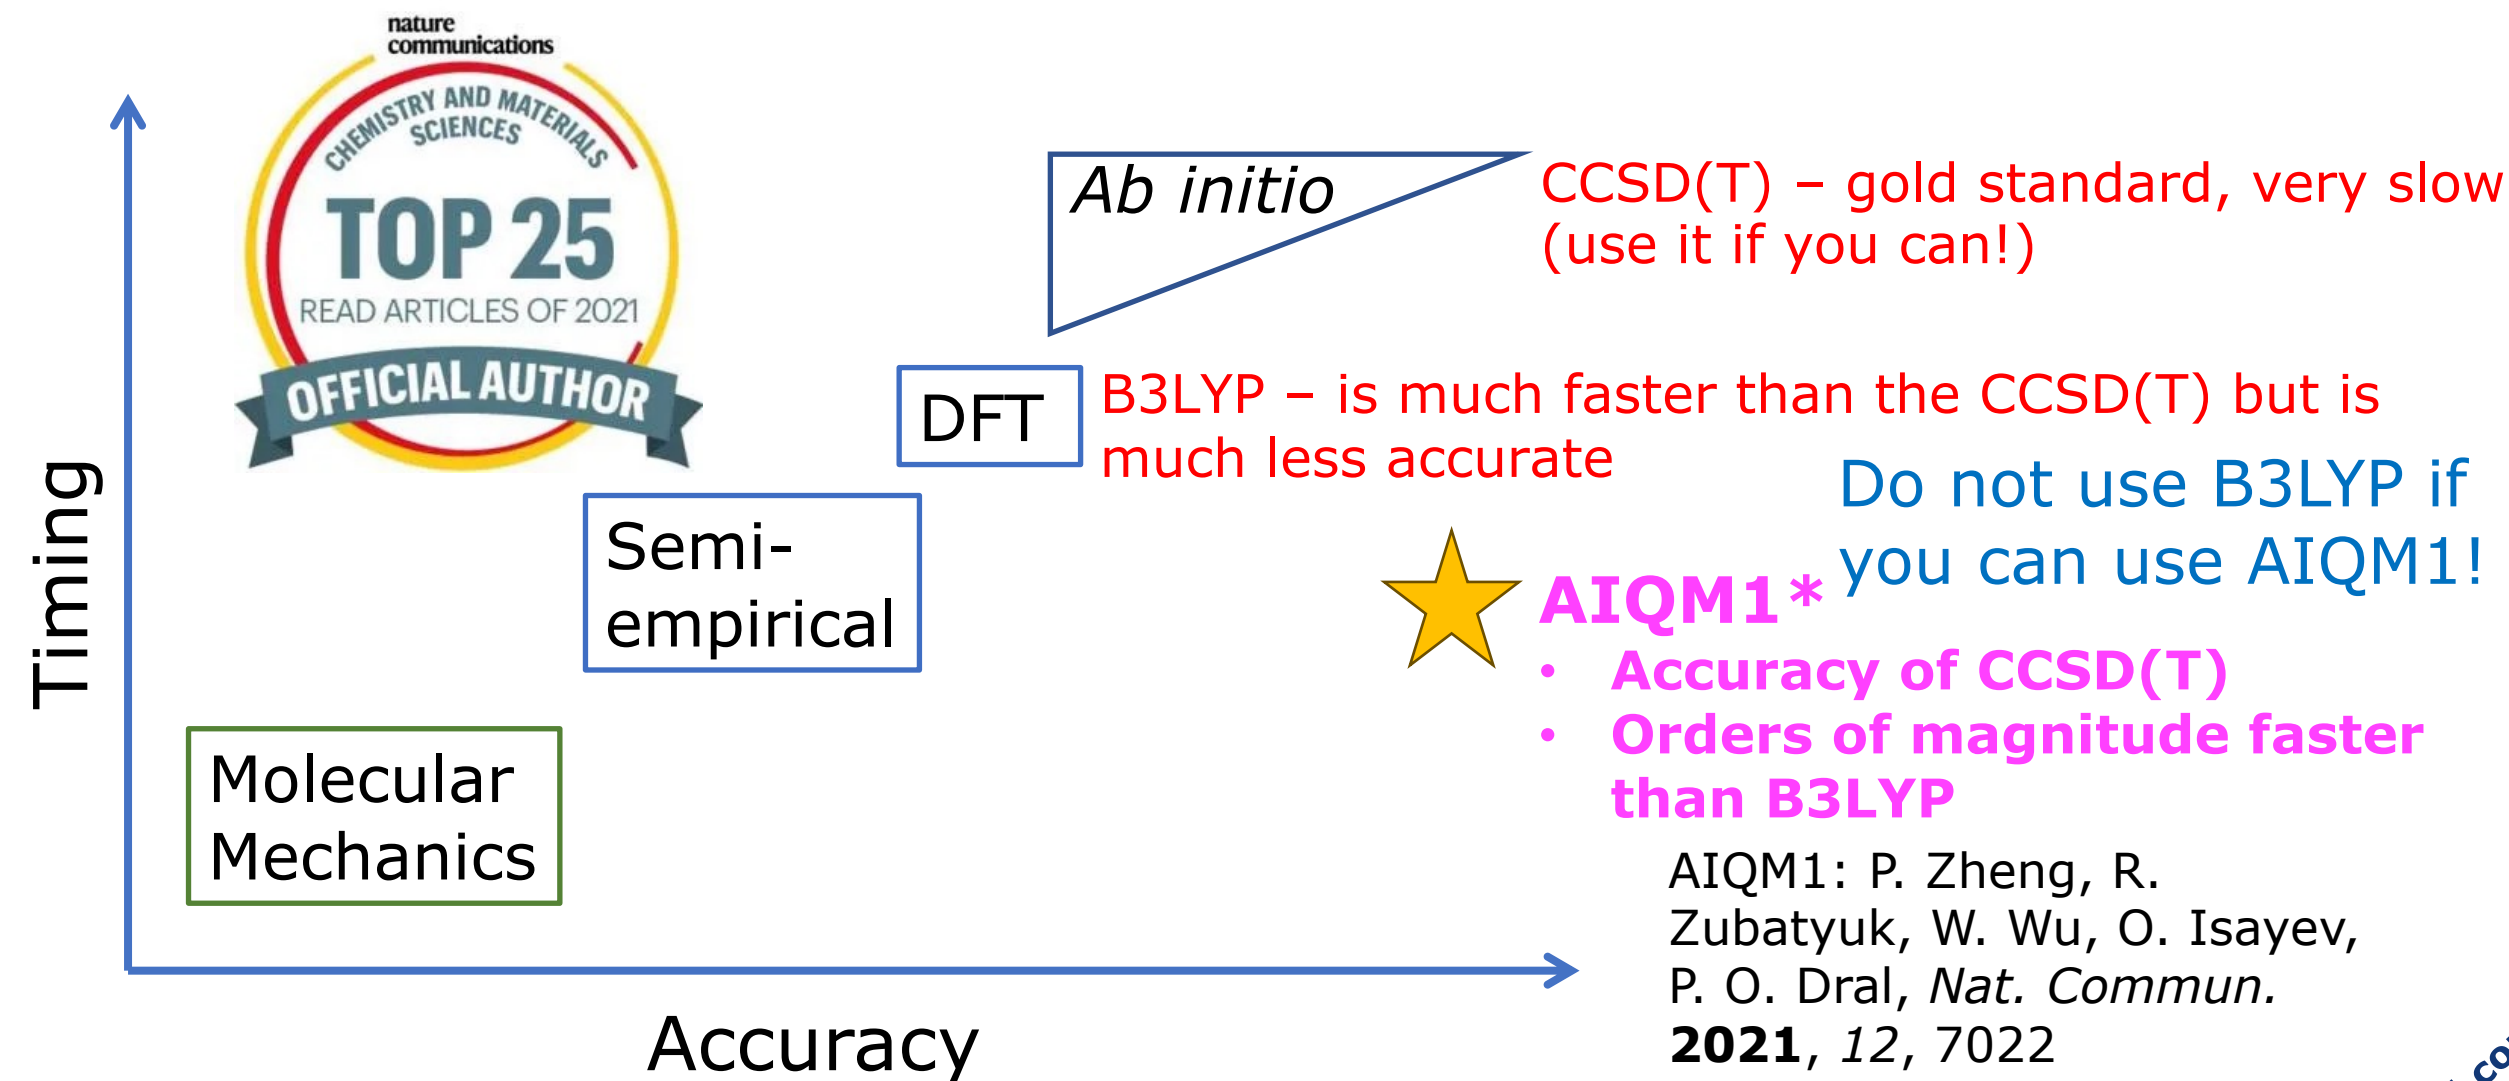 nature
communications
CHEMISTRY AND MATERIALS
SCIENCES
TOP 25
READ ARTICLES OF 2021
OFFICIAL AUTHOR
Timing
Ab initio
CCSD(T) – gold standard, very slow
(use it if you can!)
DFT
B3LYP – is much faster than the CCSD(T) but is
much less accurate
Do not use B3LYP if
you can use AIQM1!
Semi-
empirical
AIQM1*
• Accuracy of CCSD(T)
• Orders of magnitude faster
than B3LYP
Molecular
Mechanics
AIQM1: P. Zheng, R.
Zubatyuk, W. Wu, O. Isayev,
P. O. Dral, Nat. Commun.
2021, 12, 7022
Accuracy